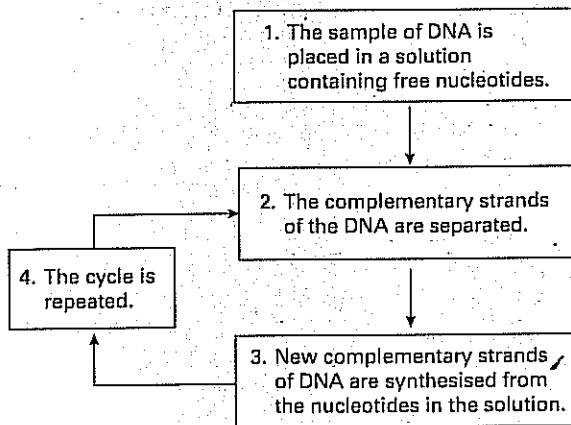 1. The sample of DNA is
placed in a solution
containing free nucleotides.
2. The complementary strands
of the DNA are separated.
4. The cycle is
repeated.
3. New complementary strands
of DNA are synthesised from
the nucleotides in the solution.